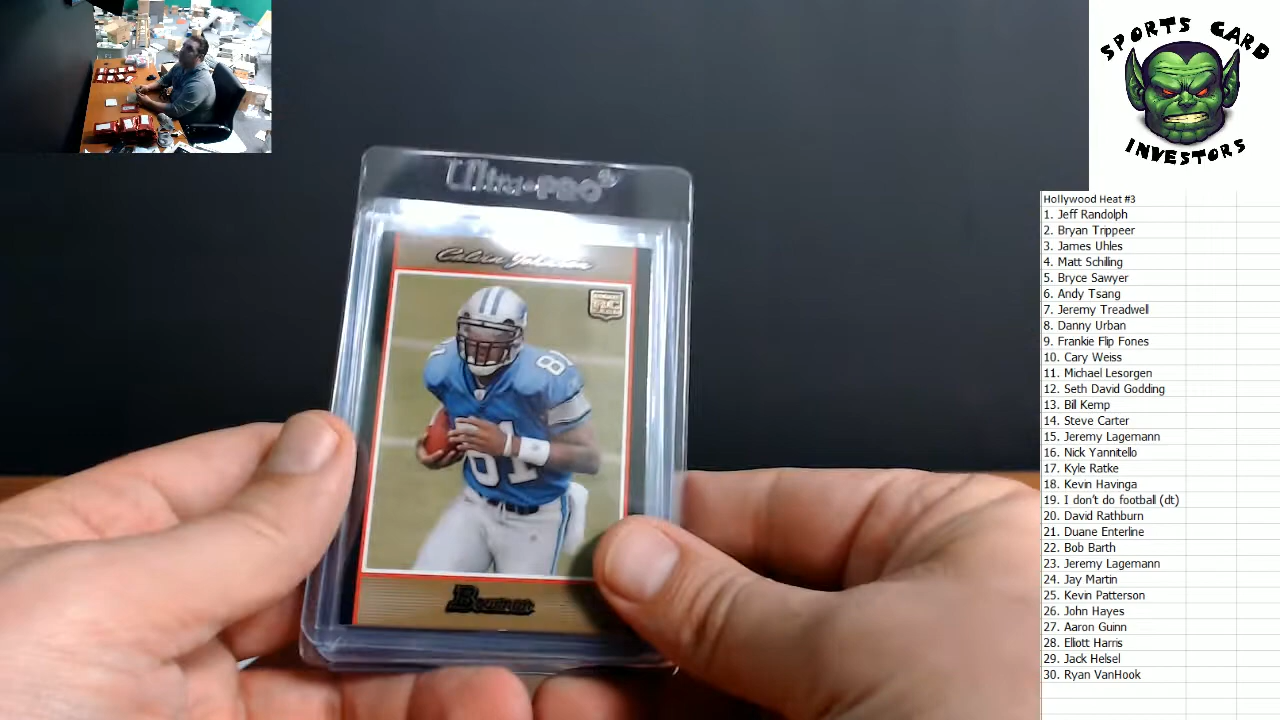 SPORTS CARD
INVESTORS
Ultra·PRO
Calvin Johnson
RC
81
81
Bowman
Hollywood Heat #3
1. Jeff Randolph
2. Bryan Trippeer
3. James Uhles
4. Matt Schiling
5. Bryce Sawyer
6. Andy Tsang
7. Jeremy Treadwell
8. Danny Urban
9. Frankie Flip Fones
10. Cary Weiss
11. Michael Lesorgen
12. Seth David Godding
13. Bill Kemp
14. Steve Carter
15. Jeremy Lagemann
16. Nick Yannitello
17. Kyle Ratke
18. Kevin Havinga
19. I don't do football (dt)
20. David Rathburn
21. Duane Enterline
22. Bob Barth
23. Jeremy Lagemann
24. Jay Martin
25. Kevin Patterson
26. John Hayes
27. Aaron Guinn
28. Elliott Harris
29. Jack Helsel
30. Ryan VanHook